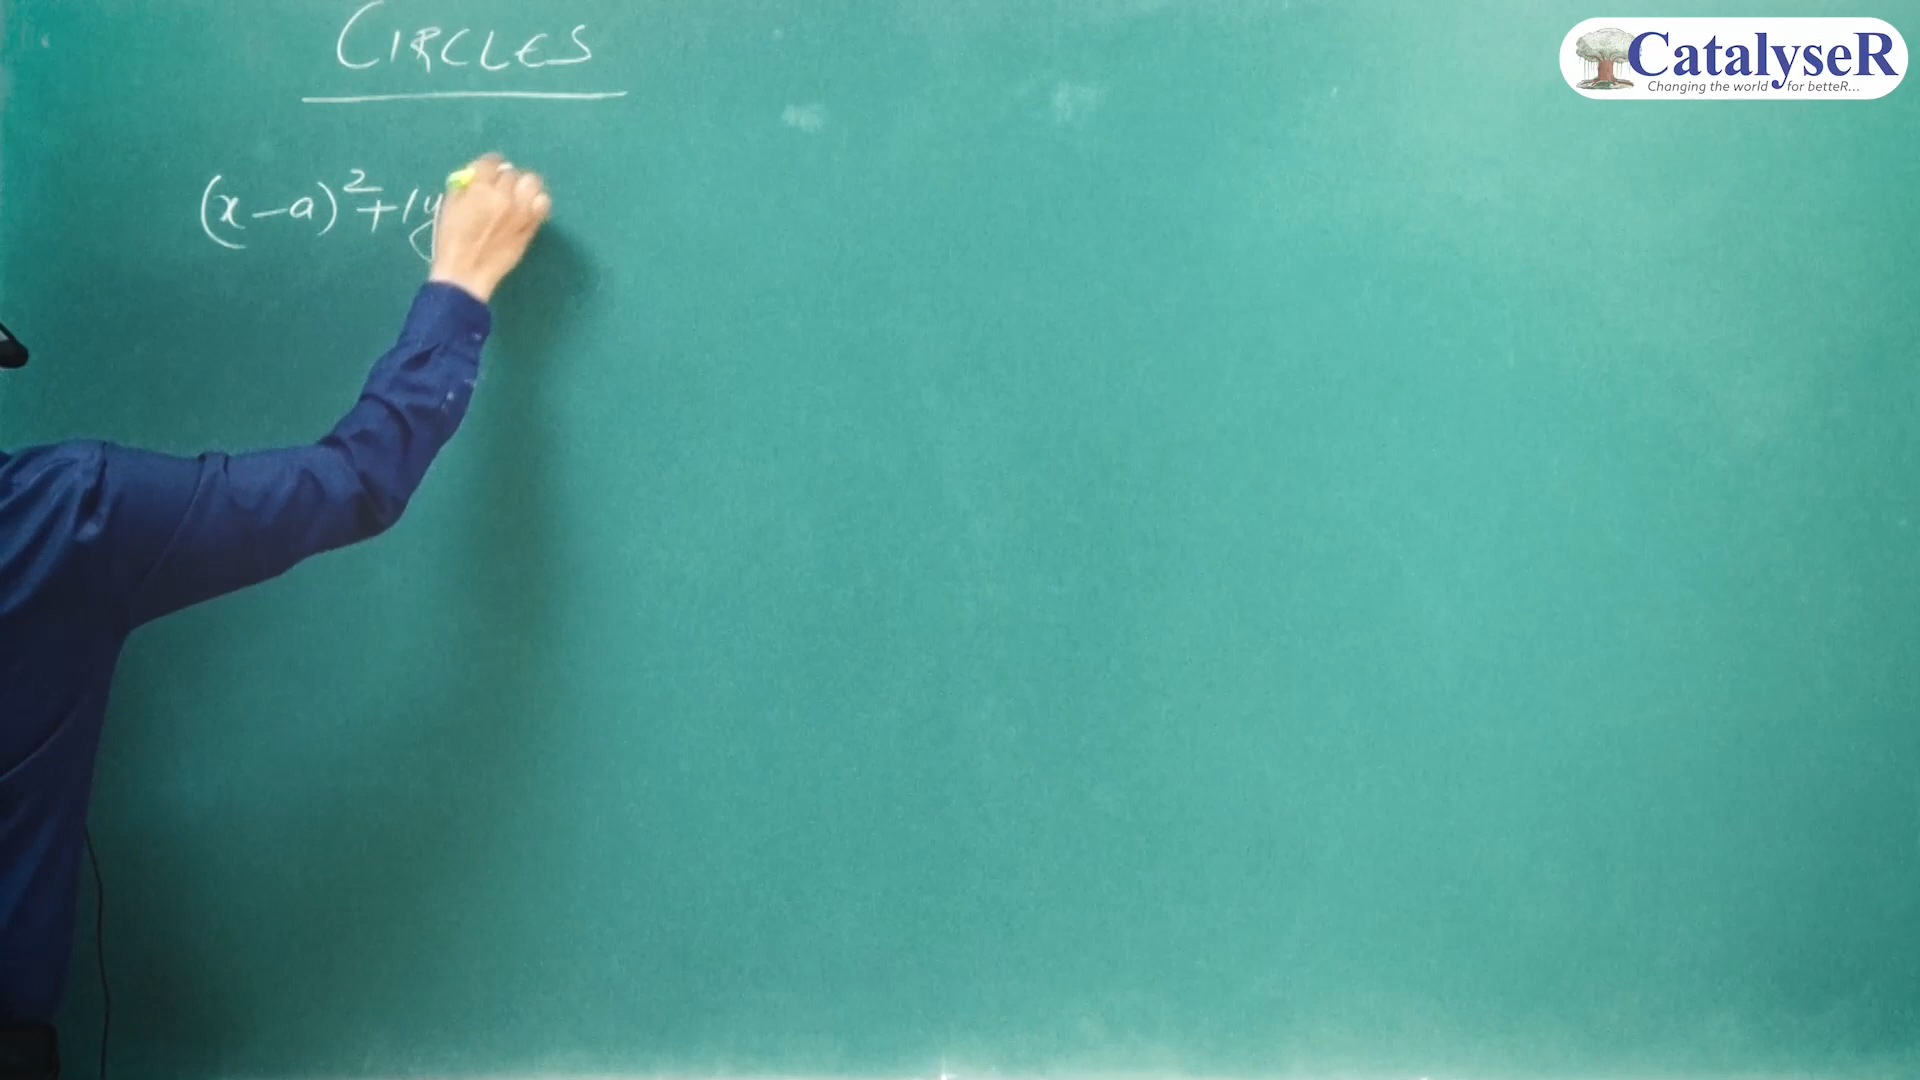 CIRCLES
CatalyseR
Changing the world for betteR...
(x-a)²+(y